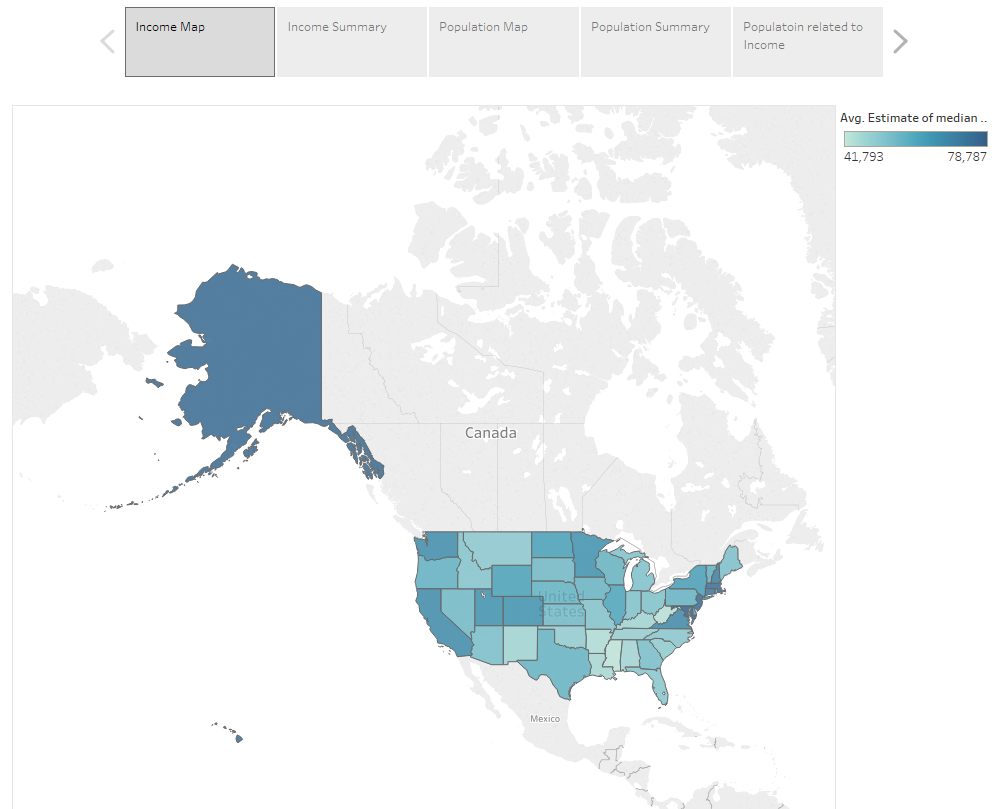 Income Map
Income Summary
Population Map
Population Summary
Populatoin related to
Income
Avg. Estimate of median ..
41,793
78,787
Canada
United
States
Mexico